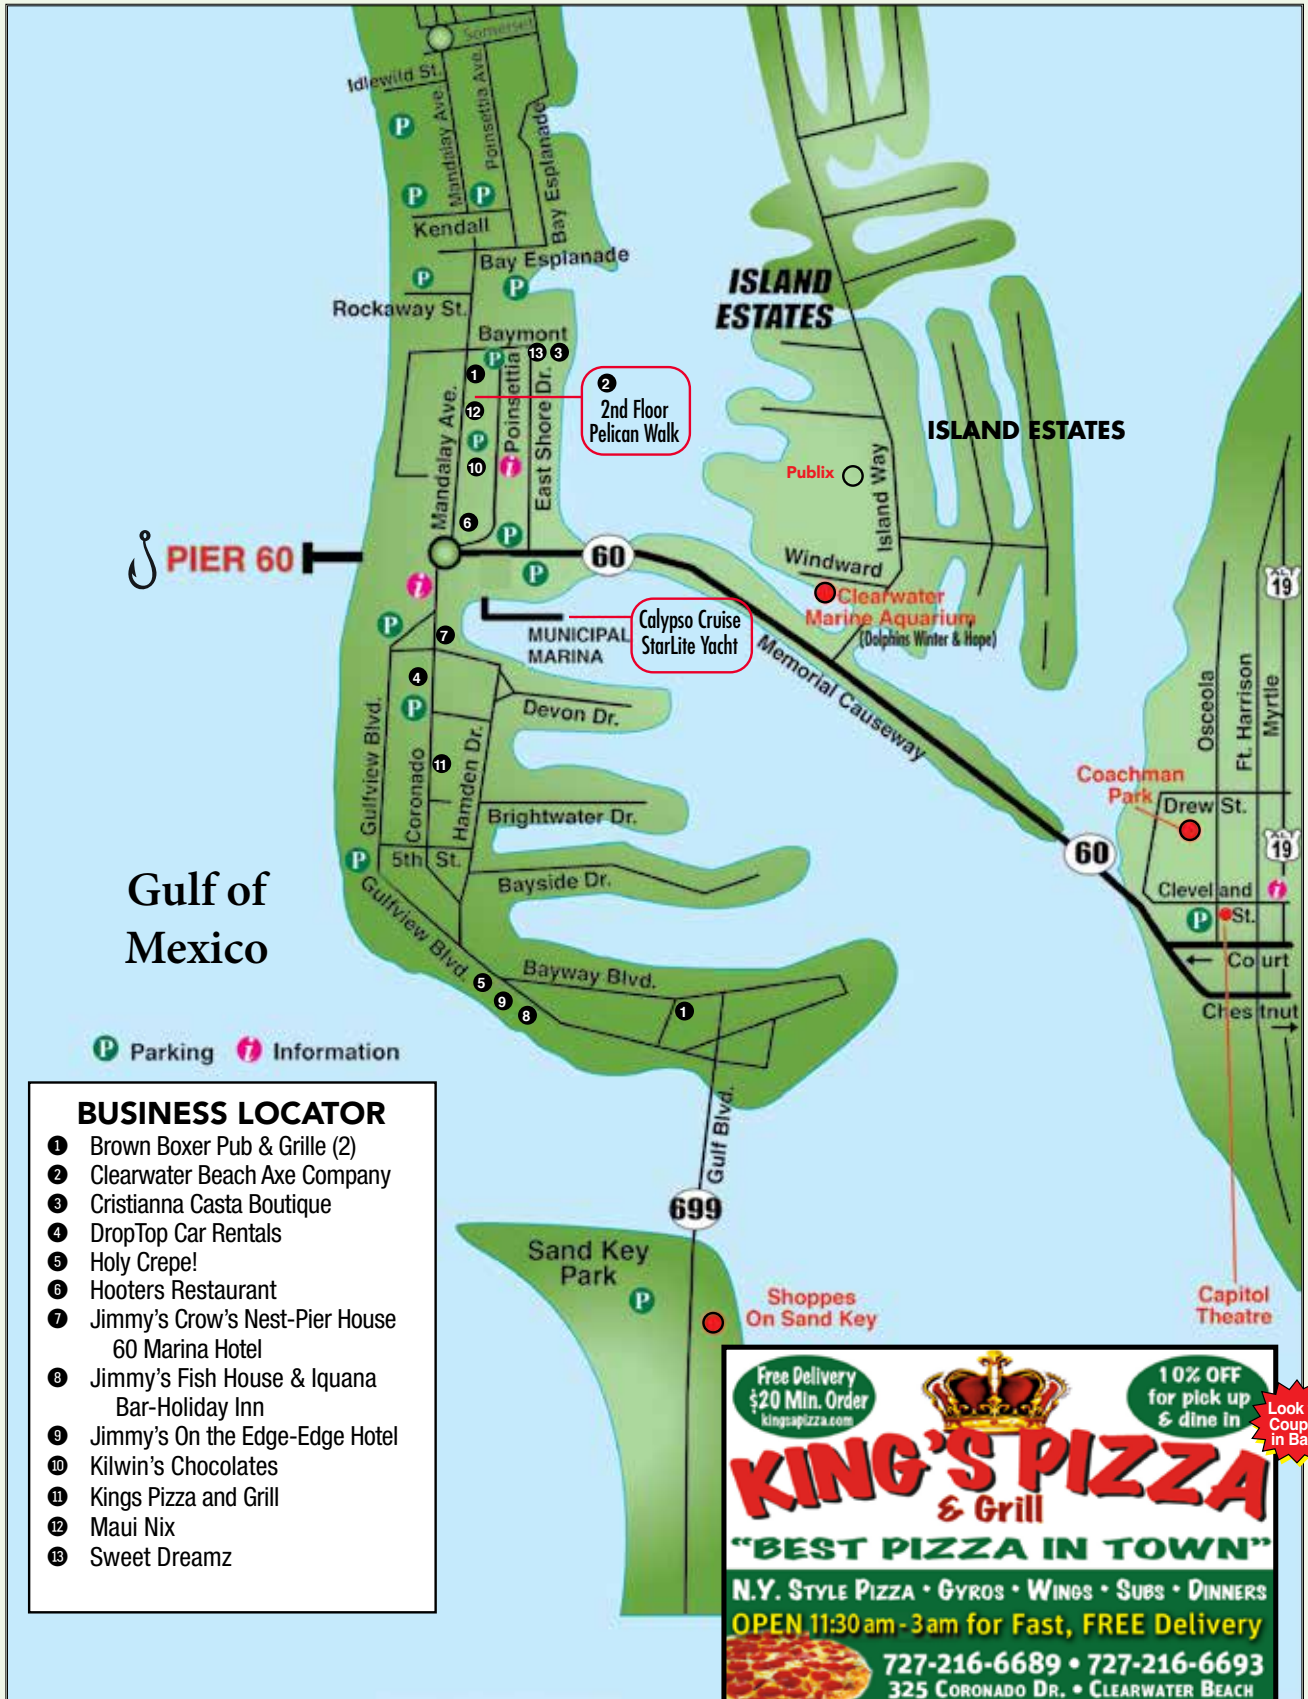 Somerset
Idlewild St.
Mandalay Ave.
Poinsettia Ave.
Bay Esplanade
P
P
P
Kendall
Bay Esplanade
P
P
Rockaway St.
Baymont
ISLAND
ESTATES
P
13
3
1
2
2nd Floor
Pelican Walk
12
Mandalay Ave.
Poinsettia
East Shore Dr.
P
10
i
ISLAND ESTATES
Publix
Island Way
6
P
PIER 60
60
Windward
P
i
Clearwater
Marine Aquarium
(Dolphins Winter & Hope)
ALT
19
MUNICIPAL
MARINA
Calypso Cruise
StarLite Yacht
P
7
Memorial Causeway
4
P
Devon Dr.
Osceola
Ft. Harrison
Myrtle
Gulfview Blvd.
Coronado
11
Hamden Dr.
Brightwater Dr.
Coachman
Park
Drew St.
ALT
19
60
P
5th St.
Bayside Dr.
Cleveland
St.
i
P
Gulf of
Mexico
Gulfview Blvd.
Bayway Blvd.
Court
Chestnut
5
9
8
1
P Parking
i Information
Gulf Blvd.
699
Sand Key
Park
P
Shoppes
On Sand Key
Capitol
Theatre
BUSINESS LOCATOR
1 Brown Boxer Pub & Grille (2)
2 Clearwater Beach Axe Company
3 Cristianna Casta Boutique
4 DropTop Car Rentals
5 Holy Crepe!
6 Hooters Restaurant
7 Jimmy's Crow's Nest-Pier House
60 Marina Hotel
8 Jimmy's Fish House & Iquana
Bar-Holiday Inn
9 Jimmy's On the Edge-Edge Hotel
10 Kilwin's Chocolates
11 Kings Pizza and Grill
12 Maui Nix
13 Sweet Dreamz
Free Delivery
$20 Min. Order
kingsapizza.com
10% OFF
for pick up
& dine in
Look
Coup
in Ba
KING'S PIZZA
& Grill
"BEST PIZZA IN TOWN"
N.Y. STYLE PIZZA • GYROS • WINGS • SUBS • DINNERS
OPEN 11:30 am - 3 am for Fast, FREE Delivery
727-216-6689 • 727-216-6693
325 CORONADO DR. • CLEARWATER BEACH